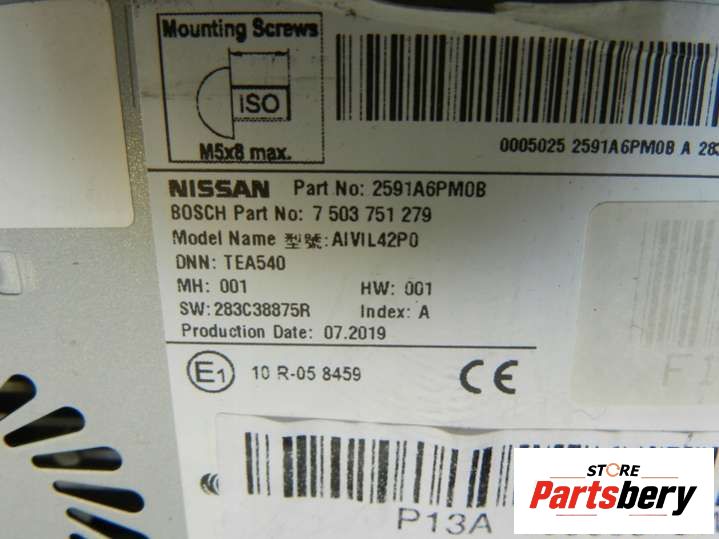 Mounting Screws
ISO
M5x8 max.
0005025 2591A6PM0B A 283
NISSAN Part No: 2591A6PM0B
BOSCH Part No: 7 503 751 279
Model Name 型號: AIVIL42P0
DNN: TEA540
MH: 001 HW: 001
SW: 283C38875R Index: A
Production Date: 07.2019
E1 10 R-05 8459 CE
P13A
STORE
Partsbery